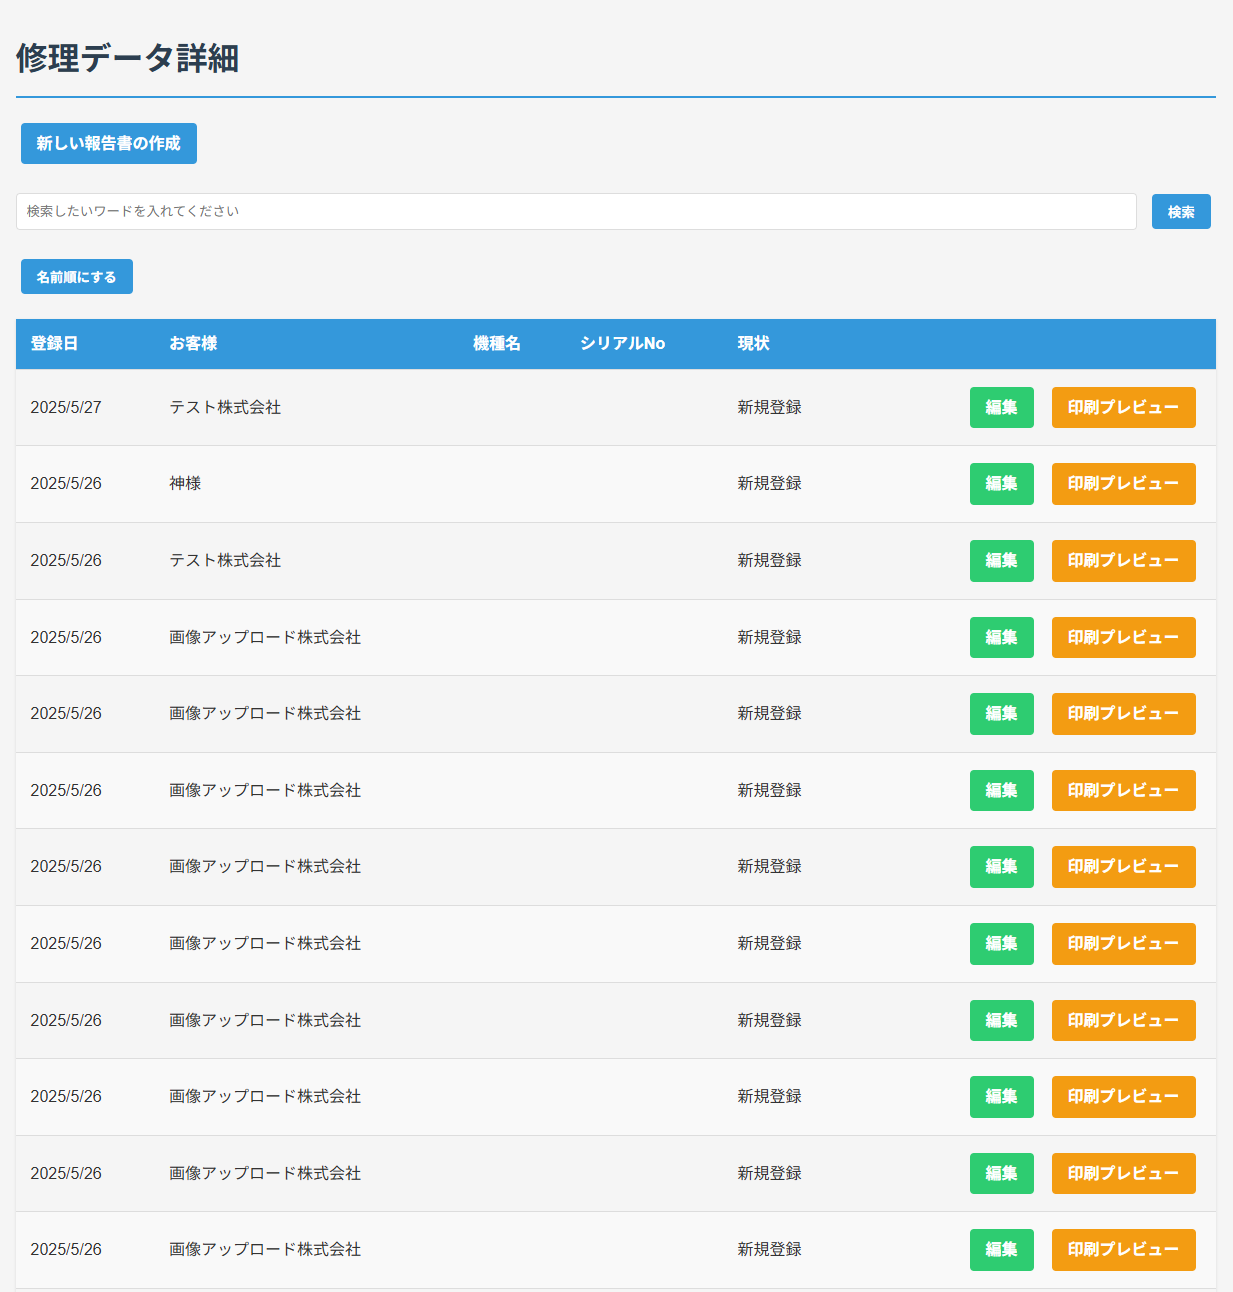 修理データ詳細
新しい報告書の作成
検索したいワードを入れてください 検索
名前順にする
登録日 お客様 機種名 シリアルNo 現状
2025/5/27 テスト株式会社 新規登録 編集 印刷プレビュー
2025/5/26 神様 新規登録 編集 印刷プレビュー
2025/5/26 テスト株式会社 新規登録 編集 印刷プレビュー
2025/5/26 画像アップロード株式会社 新規登録 編集 印刷プレビュー
2025/5/26 画像アップロード株式会社 新規登録 編集 印刷プレビュー
2025/5/26 画像アップロード株式会社 新規登録 編集 印刷プレビュー
2025/5/26 画像アップロード株式会社 新規登録 編集 印刷プレビュー
2025/5/26 画像アップロード株式会社 新規登録 編集 印刷プレビュー
2025/5/26 画像アップロード株式会社 新規登録 編集 印刷プレビュー
2025/5/26 画像アップロード株式会社 新規登録 編集 印刷プレビュー
2025/5/26 画像アップロード株式会社 新規登録 編集 印刷プレビュー
2025/5/26 画像アップロード株式会社 新規登録 編集 印刷プレビュー